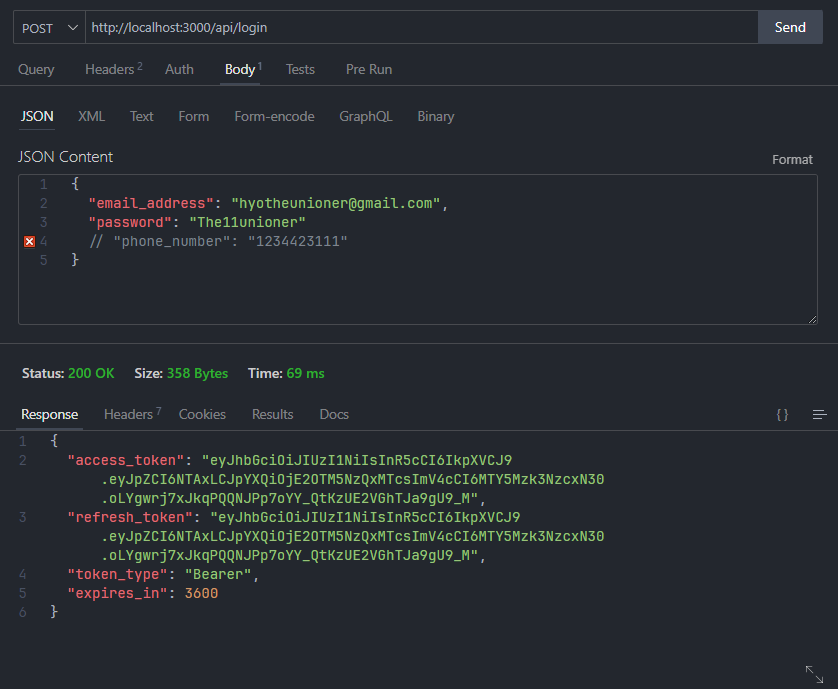 POST http://localhost:3000/api/login Send
Query Headers 2 Auth Body 1 Tests Pre Run
JSON XML Text Form Form-encode GraphQL Binary
JSON Content
Format
1 {
2 "email_address": "hyotheunioner@gmail.com",
3 "password": "The11unioner"
4 // "phone_number": "1234423111"
5 }
Status: 200 OK Size: 358 Bytes Time: 69 ms
Response Headers 7 Cookies Results Docs {}
1 {
2 "access_token": "eyJhbGciOiJIUzI1NiIsInR5cCI6IkpXVCJ9
.eyJpZCI6NTAxLCJpYXQiOjE2OTM5NzQxMTcsImV4cCI6MTY5Mzk3NzcxN30
.oLYgwrj7xJkqPQQNJPp7oYY_QtKzUE2VGhTJa9gU9_M",
3 "refresh_token": "eyJhbGciOiJIUzI1NiIsInR5cCI6IkpXVCJ9
.eyJpZCI6NTAxLCJpYXQiOjE2OTM5NzQxMTcsImV4cCI6MTY5Mzk3NzcxN30
.oLYgwrj7xJkqPQQNJPp7oYY_QtKzUE2VGhTJa9gU9_M",
4 "token_type": "Bearer",
5 "expires_in": 3600
6 }